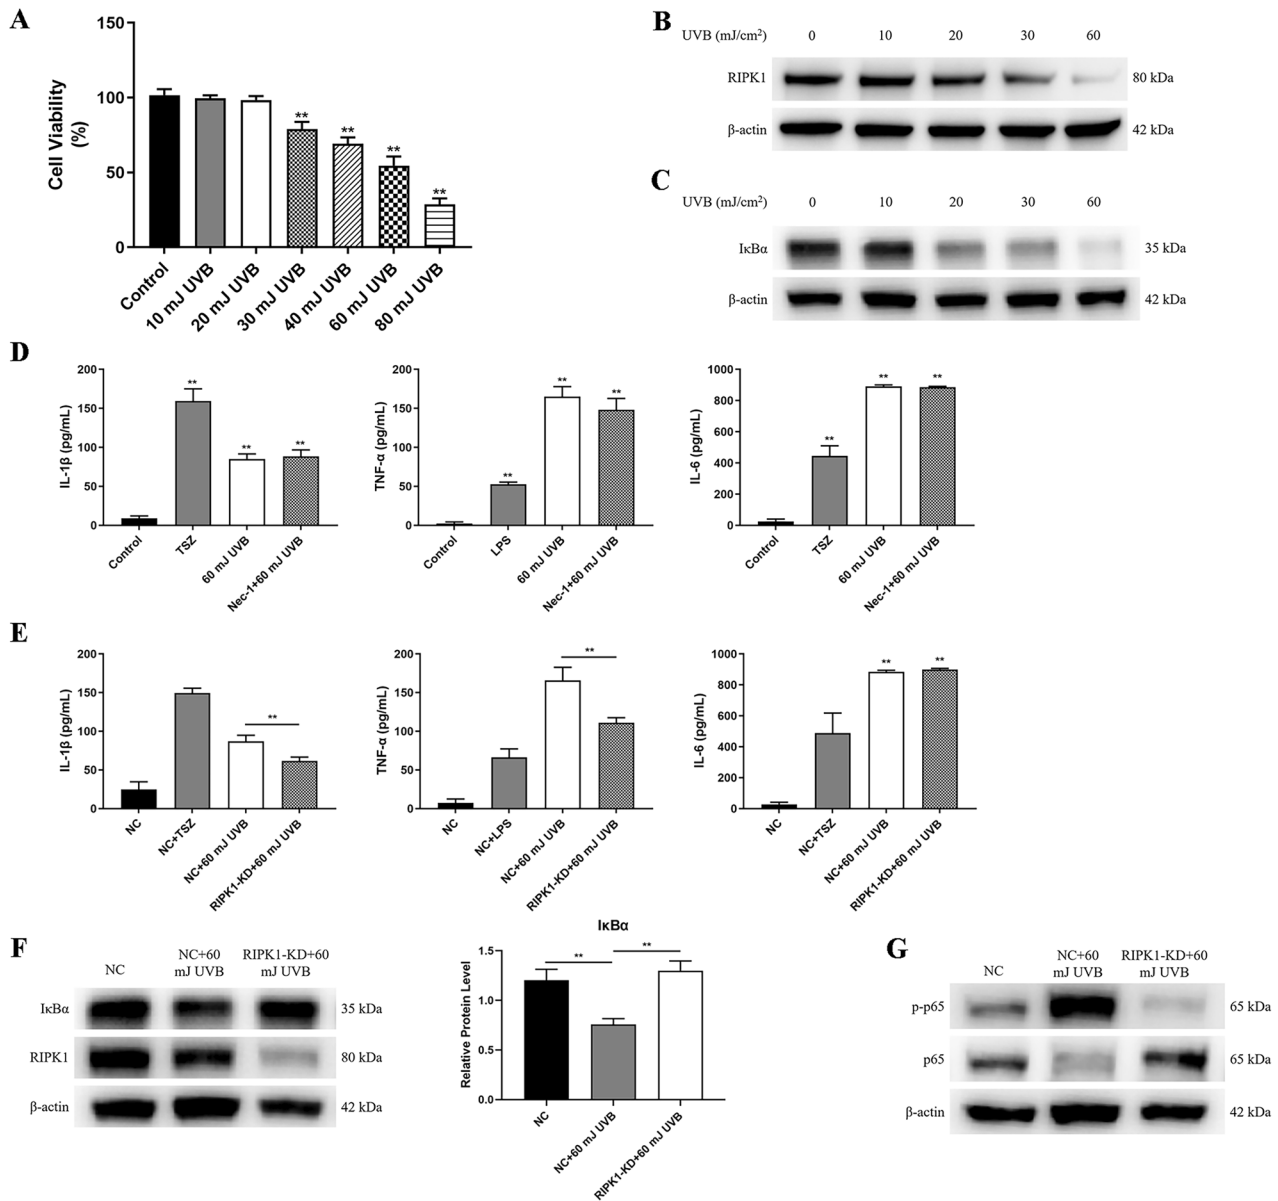 A
150
100
50
0
Cell Viability
(%)
**
**
**
**
Control
10 mJ UVB
20 mJ UVB
30 mJ UVB
40 mJ UVB
60 mJ UVB
80 mJ UVB
B
UVB (mJ/cm²) 0 10 20 30 60
RIPK1 80 kDa
β-actin 42 kDa
C
UVB (mJ/cm²) 0 10 20 30 60
IκBα 35 kDa
β-actin 42 kDa
D
200
150
100
50
0
IL-1β (pg/mL)
**
**
**
Control
TSZ
60 mJ UVB
Nec-1+60 mJ UVB
200
150
100
50
0
TNF-α (pg/mL)
**
**
**
Control
LPS
60 mJ UVB
Nec-1+60 mJ UVB
1000
800
600
400
200
0
IL-6 (pg/mL)
**
**
**
Control
TSZ
60 mJ UVB
Nec-1+60 mJ UVB
E
200
150
100
50
0
IL-1β (pg/mL)
**
NC
NC+TSZ
NC+60 mJ UVB
RIPK1-KD+60 mJ UVB
200
150
100
50
0
TNF-α (pg/mL)
**
NC
NC+LPS
NC+60 mJ UVB
RIPK1-KD+60 mJ UVB
1000
800
600
400
200
0
IL-6 (pg/mL)
**
**
NC
NC+TSZ
NC+60 mJ UVB
RIPK1-KD+60 mJ UVB
F
NC
NC+60
mJ UVB
RIPK1-KD+60
mJ UVB
IκBα 35 kDa
RIPK1 80 kDa
β-actin 42 kDa
IκBα
1.5
1.0
0.5
0.0
Relative Protein Level
**
**
NC
NC+60 mJ UVB
RIPK1-KD+60 mJ UVB
G
NC
NC+60
mJ UVB
RIPK1-KD+60
mJ UVB
p-p65 65 kDa
p65 65 kDa
β-actin 42 kDa